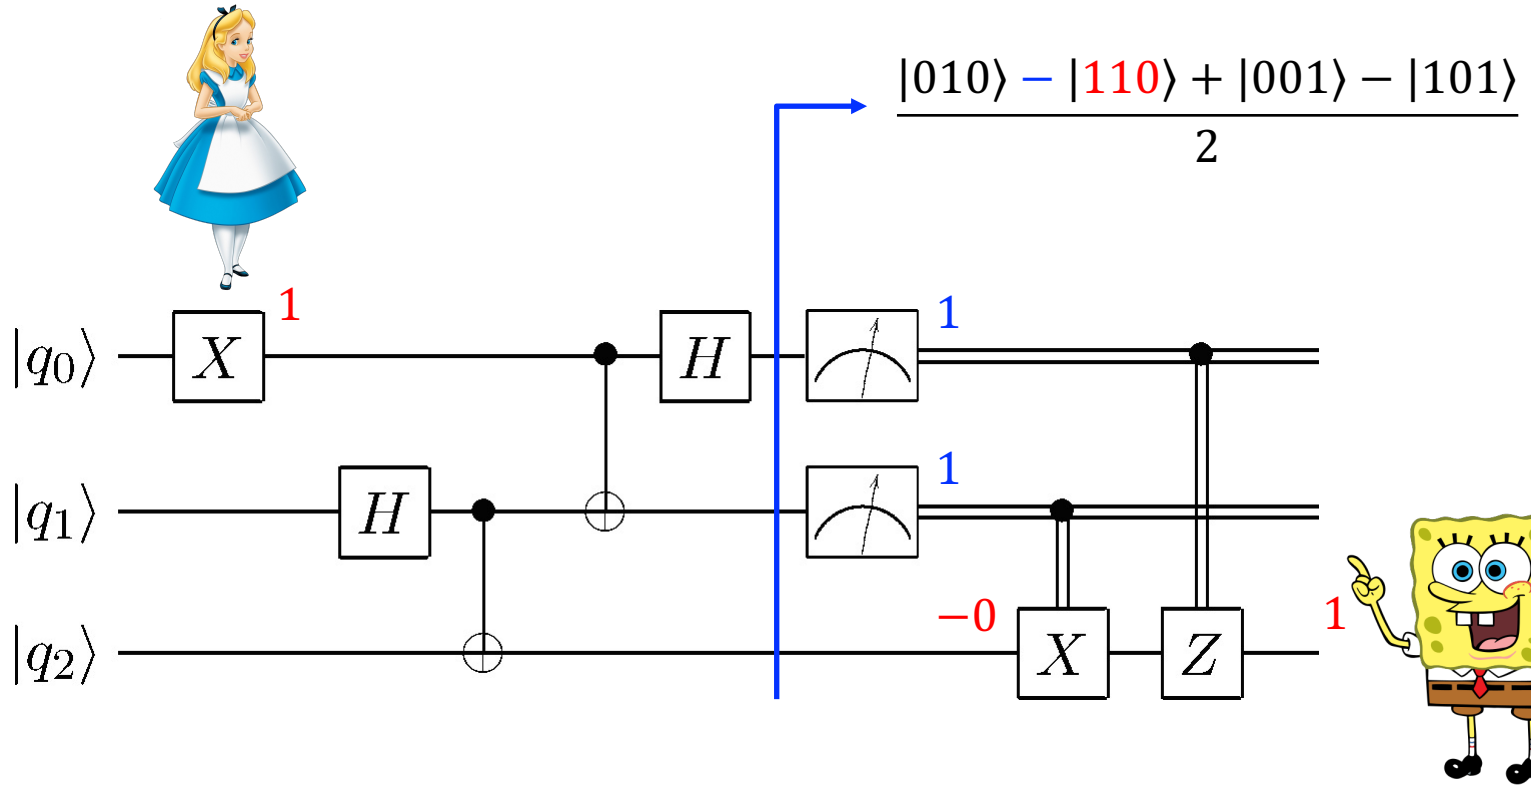 |010⟩ − |110⟩ + |001⟩ − |101⟩
2
1
|q₀⟩ X H 1
|q₁⟩ H 1
|q₂⟩ −0 X Z 1